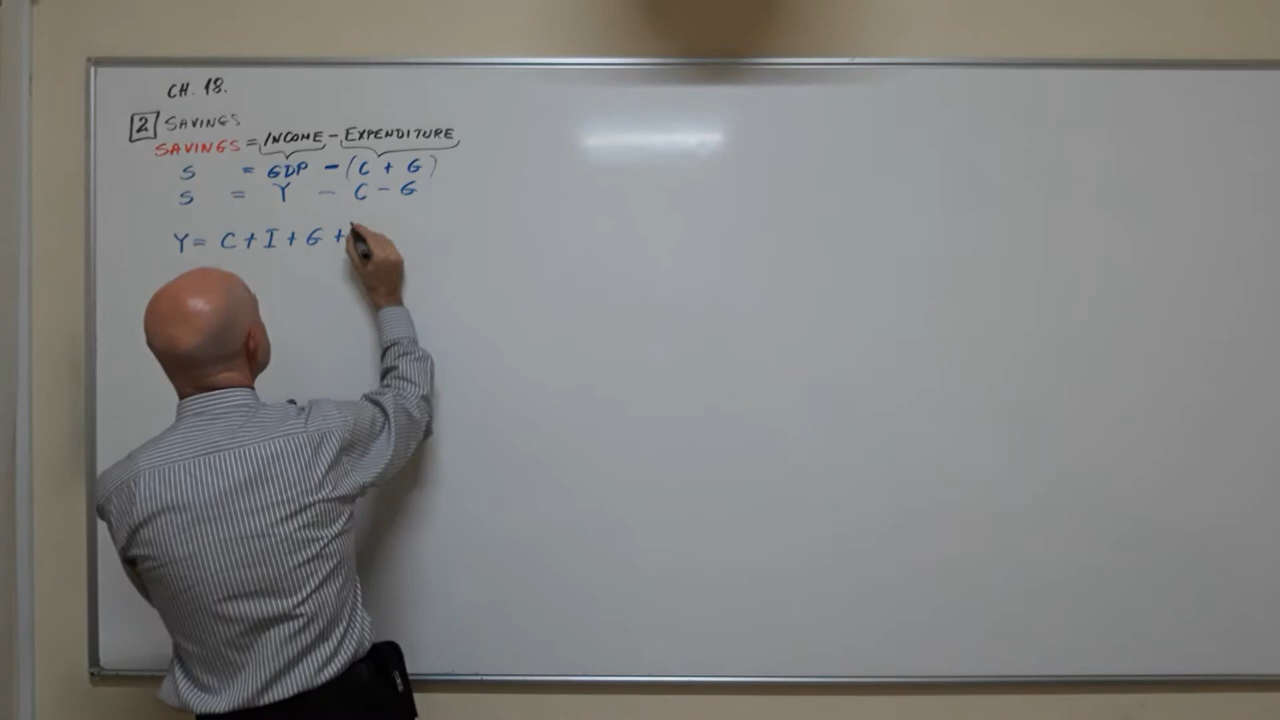 CH. 18.
2 SAVINGS
SAVINGS = INCOME - EXPENDITURE
S = GDP - (C + G)
S = Y - C - G
Y = C + I + G +